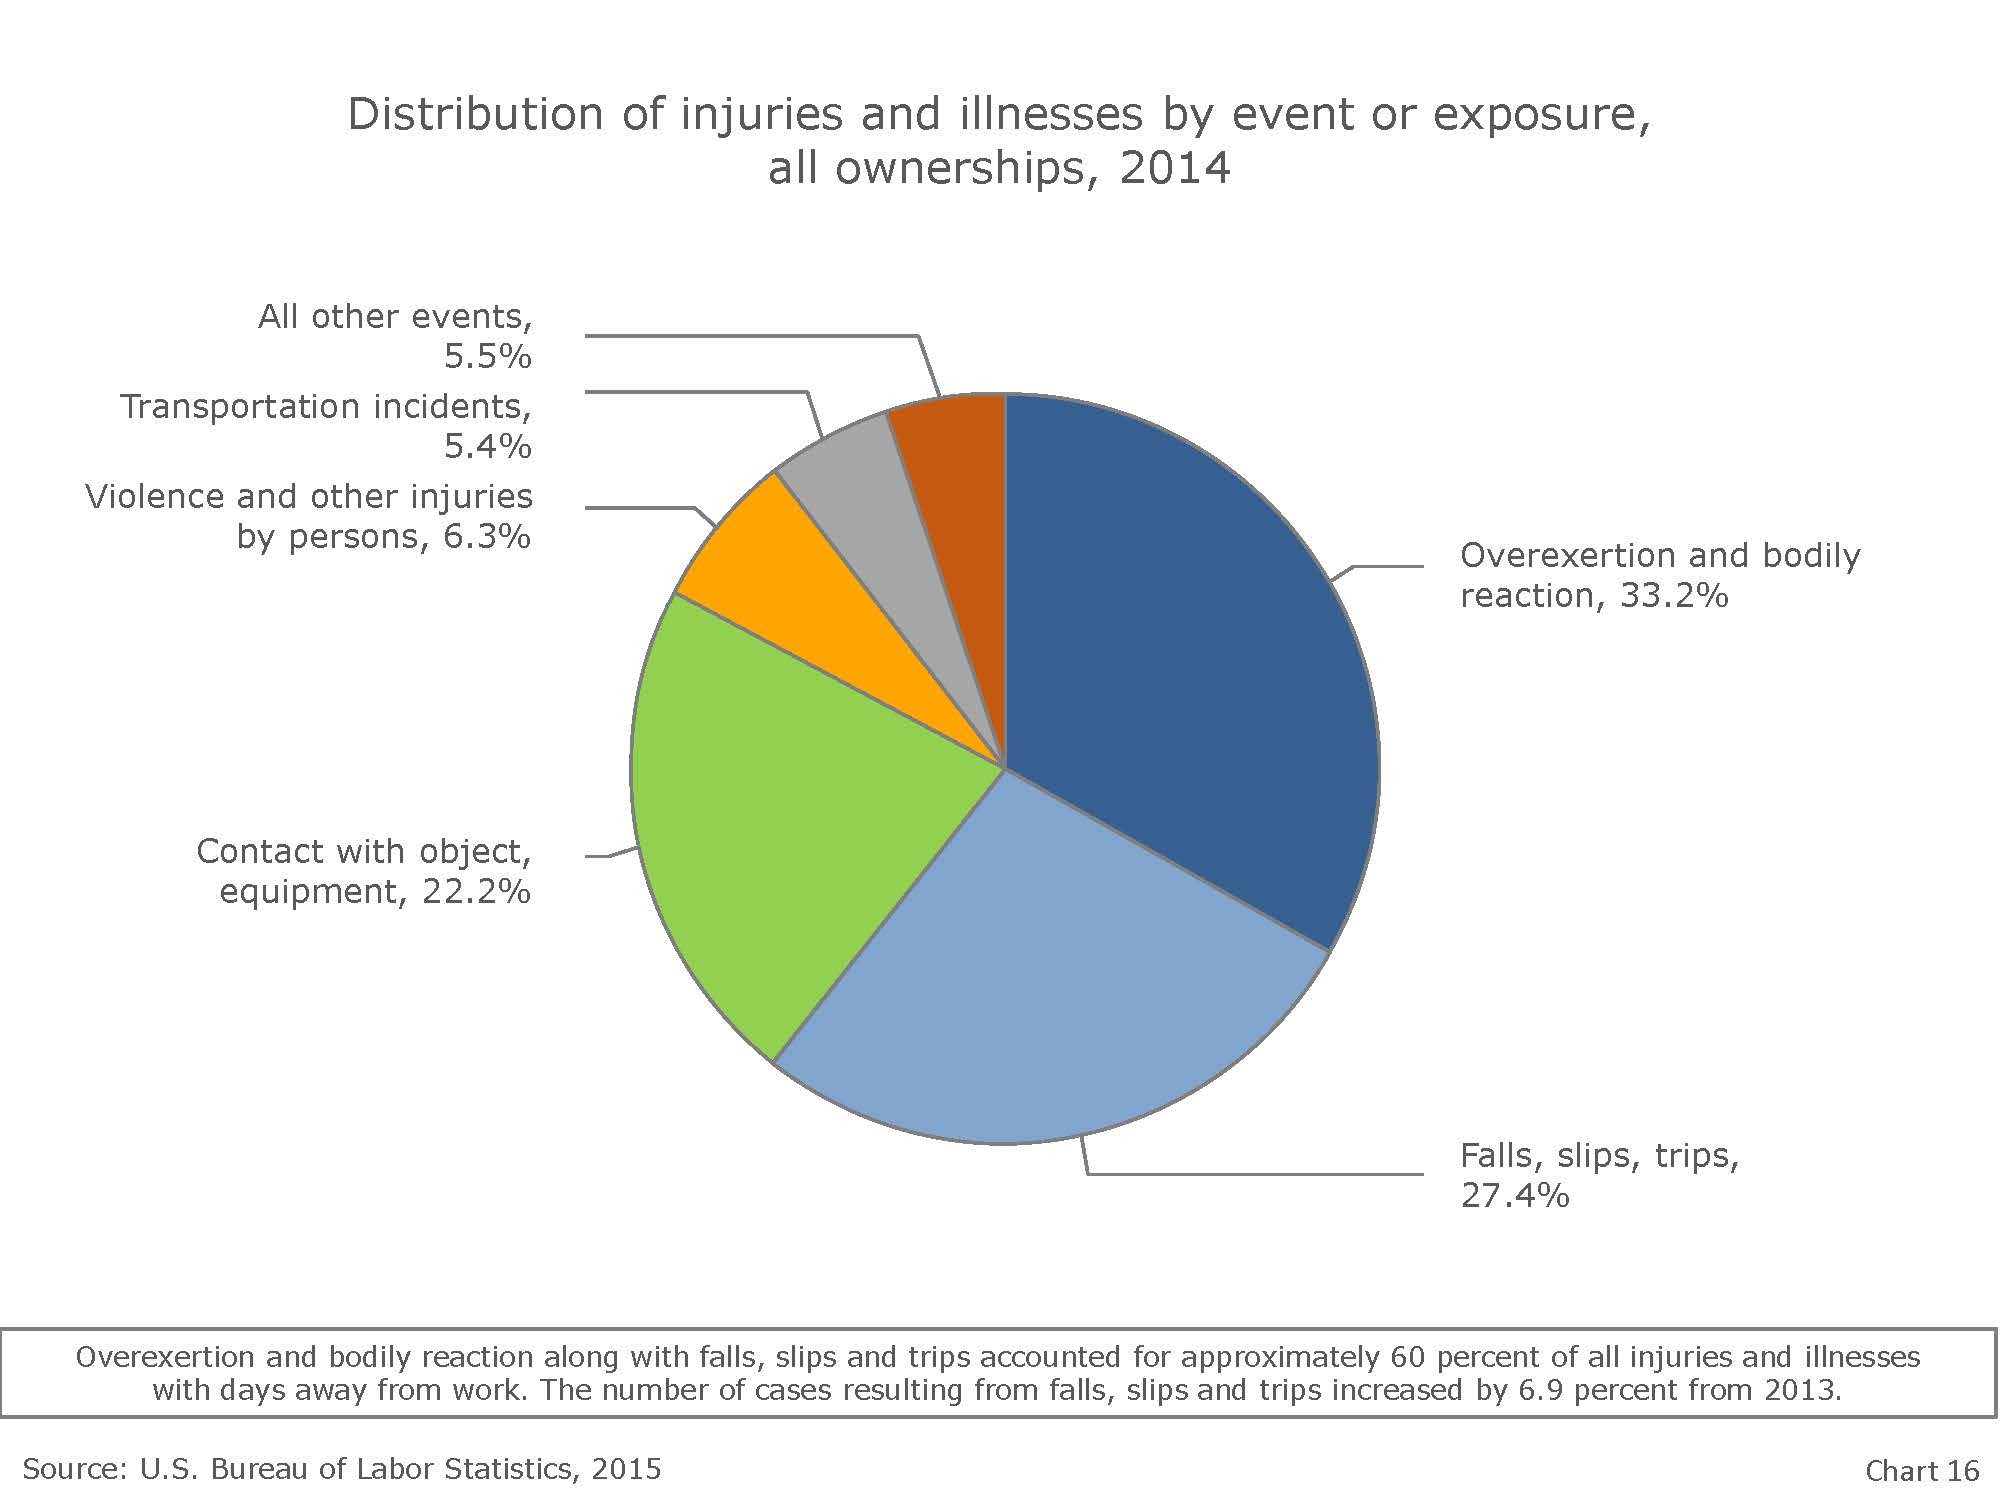 Distribution of injuries and illnesses by event or exposure,
all ownerships, 2014
All other events,
5.5%
Transportation incidents,
5.4%
Violence and other injuries
by persons, 6.3%
Contact with object,
equipment, 22.2%
Overexertion and bodily
reaction, 33.2%
Falls, slips, trips,
27.4%
Overexertion and bodily reaction along with falls, slips and trips accounted for approximately 60 percent of all injuries and illnesses
with days away from work. The number of cases resulting from falls, slips and trips increased by 6.9 percent from 2013.
Source: U.S. Bureau of Labor Statistics, 2015
Chart 16